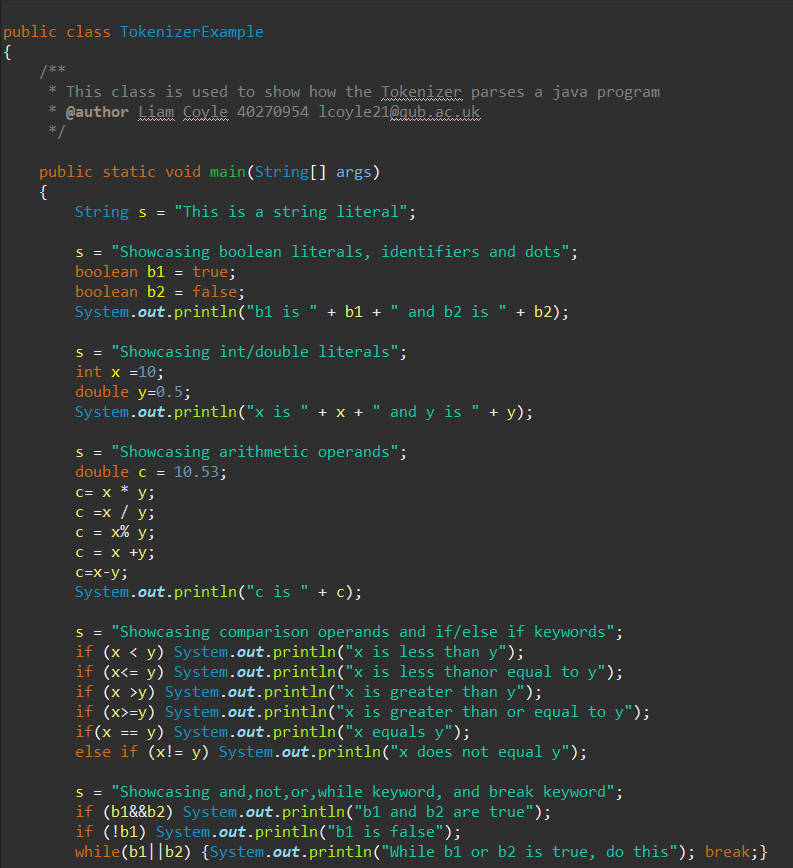 public class TokenizerExample
{
    /**
     * This class is used to show how the Tokenizer parses a java program
     * @author Liam Coyle 40270954 lcoyle21@qub.ac.uk
     */
    public static void main(String[] args)
    {
        String s = "This is a string literal";
        s = "Showcasing boolean literals, identifiers and dots";
        boolean b1 = true;
        boolean b2 = false;
        System.out.println("b1 is " + b1 + " and b2 is " + b2);
        s = "Showcasing int/double literals";
        int x =10;
        double y=0.5;
        System.out.println("x is " + x + " and y is " + y);
        s = "Showcasing arithmetic operands";
        double c = 10.53;
        c= x * y;
        c =x / y;
        c = x% y;
        c = x +y;
        c=x-y;
        System.out.println("c is " + c);
        s = "Showcasing comparison operands and if/else if keywords";
        if (x < y) System.out.println("x is less than y");
        if (x<= y) System.out.println("x is less thanor equal to y");
        if (x >y) System.out.println("x is greater than y");
        if (x>=y) System.out.println("x is greater than or equal to y");
        if(x == y) System.out.println("x equals y");
        else if (x!= y) System.out.println("x does not equal y");
        s = "Showcasing and,not,or,while keyword, and break keyword";
        if (b1&&b2) System.out.println("b1 and b2 are true");
        if (!b1) System.out.println("b1 is false");
        while(b1||b2) {System.out.println("While b1 or b2 is true, do this"); break;}